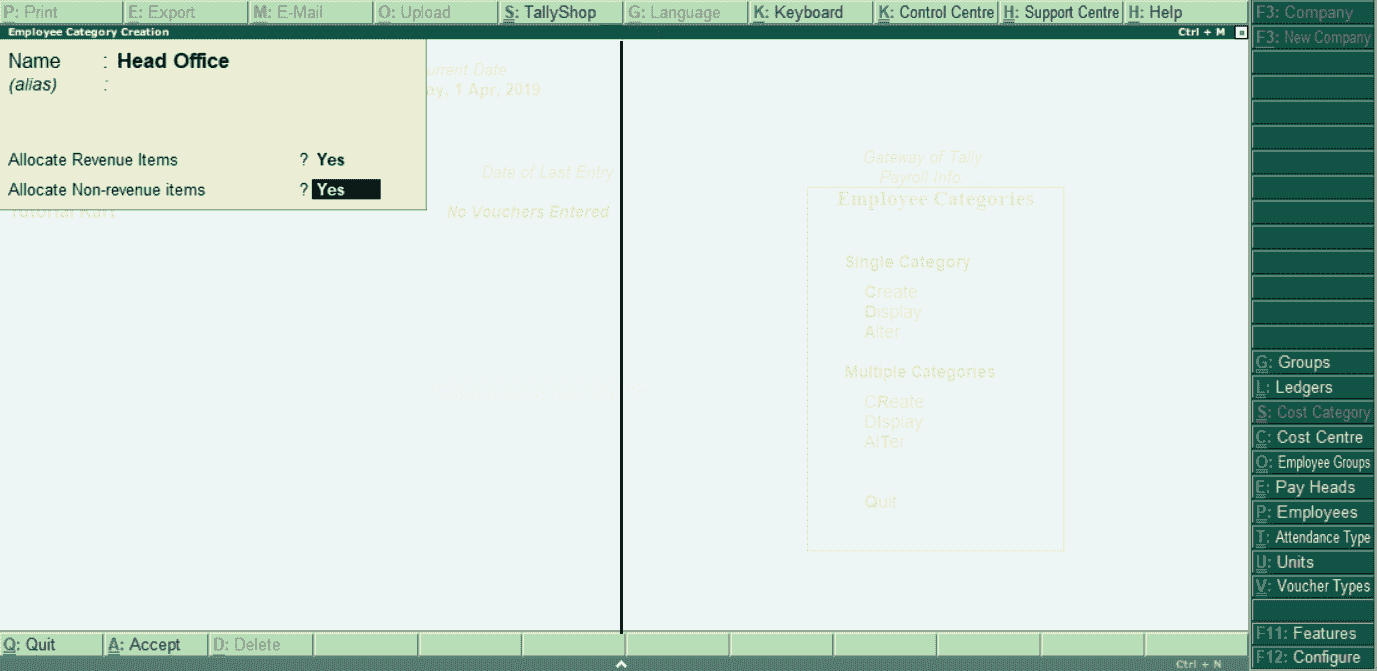 P: Print E: Export M: E-Mail O: Upload S: TallyShop G: Language K: Keyboard K: Control Centre H: Support Centre H: Help F3: Company
Employee Category Creation Ctrl + M F3: New Company
Name : Head Office
(alias) :
urrent Date
ay, 1 Apr, 2019
Allocate Revenue Items ? Yes
Allocate Non-revenue items ? Yes
Date of Last Entry
No Vouchers Entered
Gateway of Tally
Payroll Info
Employee Categories
Single Category
Create
Display
Alter
Multiple Categories
CReate
DIsplay
AlTer
Quit
G: Groups
L: Ledgers
S: Cost Category
C: Cost Centre
O: Employee Groups
E: Pay Heads
P: Employees
T: Attendance Type
U: Units
V: Voucher Types
F11: Features
F12: Configure
Q: Quit A: Accept D: Delete
Ctrl + N